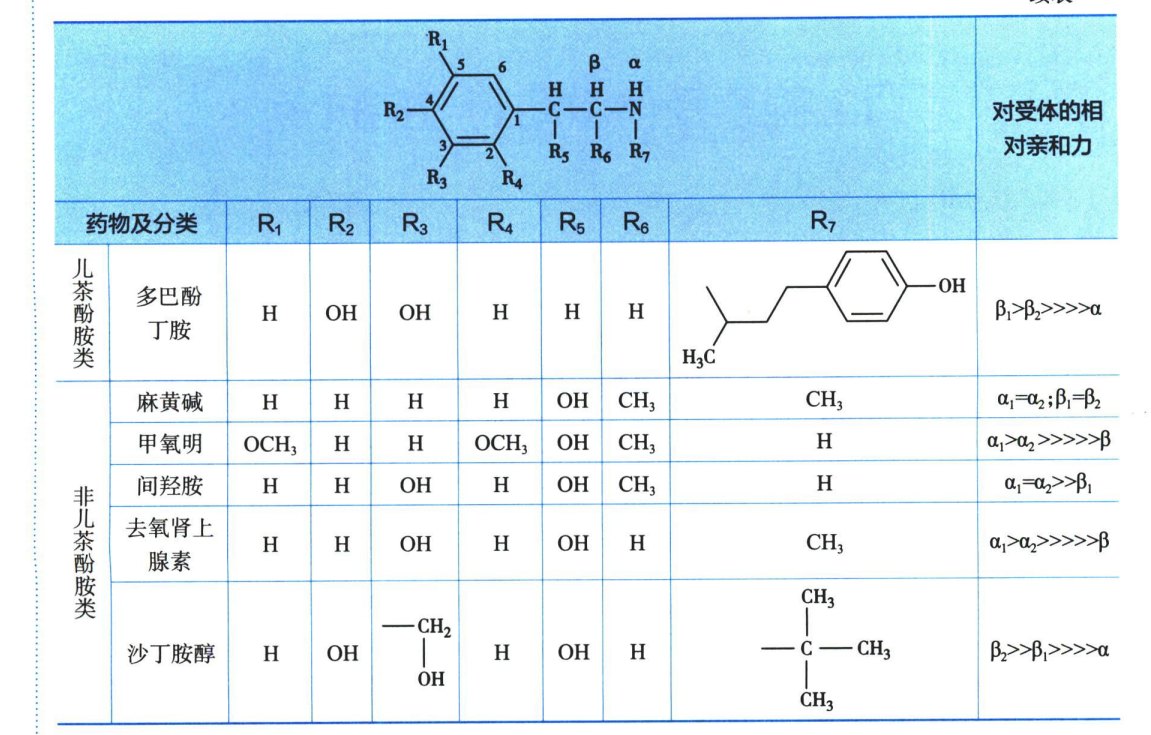 R₁
5 6 β α
H H H
R₂ 4 1 C C N
3 2 R₅ R₆ R₇
R₃ R₄
对受体的相
对亲和力
药物及分类 R₁ R₂ R₃ R₄ R₅ R₆ R₇
儿茶酚胺类
多巴酚
丁胺
H OH OH H H H
OH
H₃C
β₁>β₂>>>>α
非儿茶酚胺类
麻黄碱 H H H H OH CH₃ CH₃ α₁=α₂;β₁=β₂
甲氧明 OCH₃ H H OCH₃ OH CH₃ H α₁>α₂>>>>>β
间羟胺 H H OH H OH CH₃ H α₁=α₂>>β₁
去氧肾上
腺素
H H OH H OH H CH₃ α₁>α₂>>>>>β
沙丁胺醇 H OH
CH₂
OH
H OH H
CH₃
C CH₃
CH₃
β₂>>β₁>>>>α